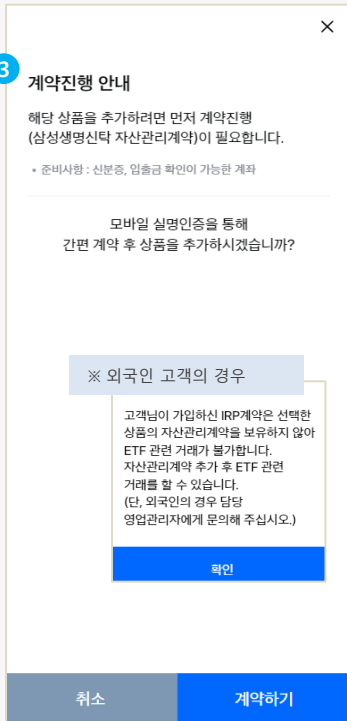 3
계약진행 안내
해당 상품을 추가하려면 먼저 계약진행
(삼성생명신탁 자산관리계약)이 필요합니다.
• 준비사항 : 신분증, 입출금 확인이 가능한 계좌
모바일 실명인증을 통해
간편 계약 후 상품을 추가하시겠습니까?
※ 외국인 고객의 경우
고객님이 가입하신 IRP계약은 선택한
상품의 자산관리계약을 보유하지 않아
ETF 관련 거래가 불가합니다.
자산관리계약 추가 후 ETF 관련
거래를 할 수 있습니다.
(단, 외국인의 경우 담당
영업관리자에게 문의해 주십시오.)
확인
취소
계약하기